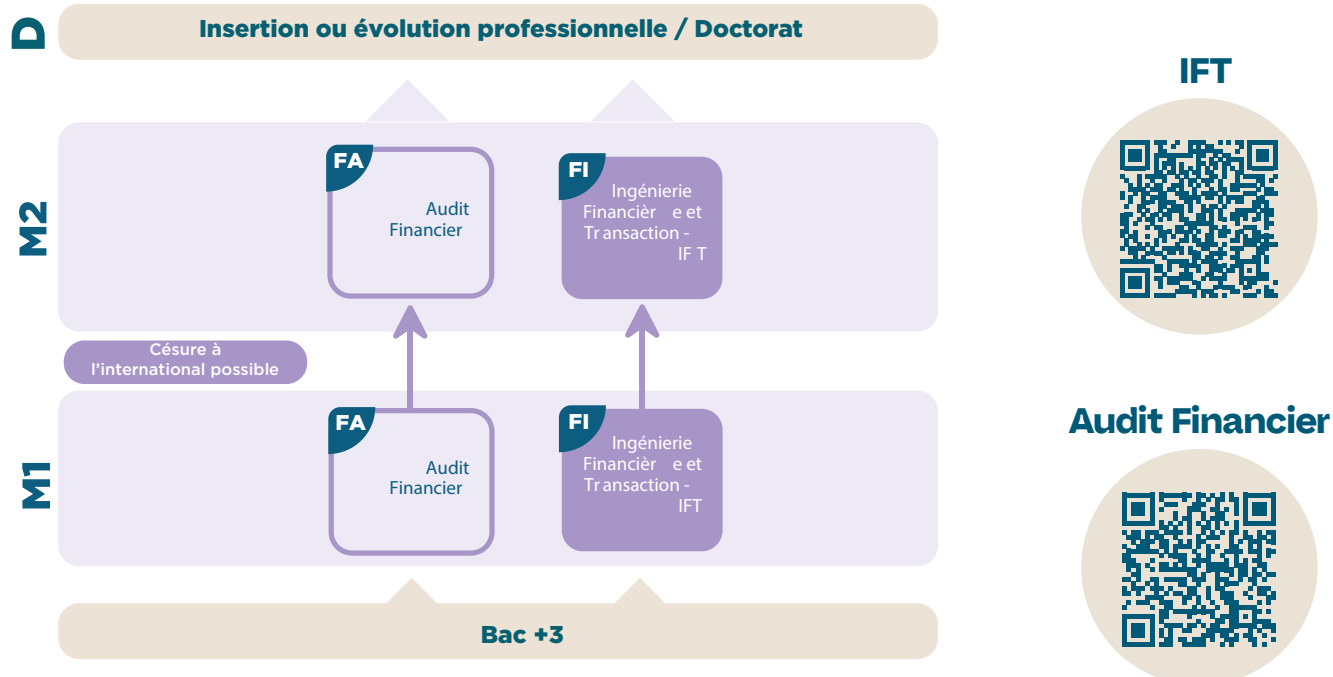 D
Insertion ou évolution professionnelle / Doctorat
IFT
M2
FA
Audit
Financier
FI
Ingénierie
Financièr e et
Tr ansaction -
IF T
Césure à
l'international possible
M1
FA
Audit
Financier
FI
Ingénierie
Financièr e et
Tr ansaction -
IFT
Audit Financier
Bac +3